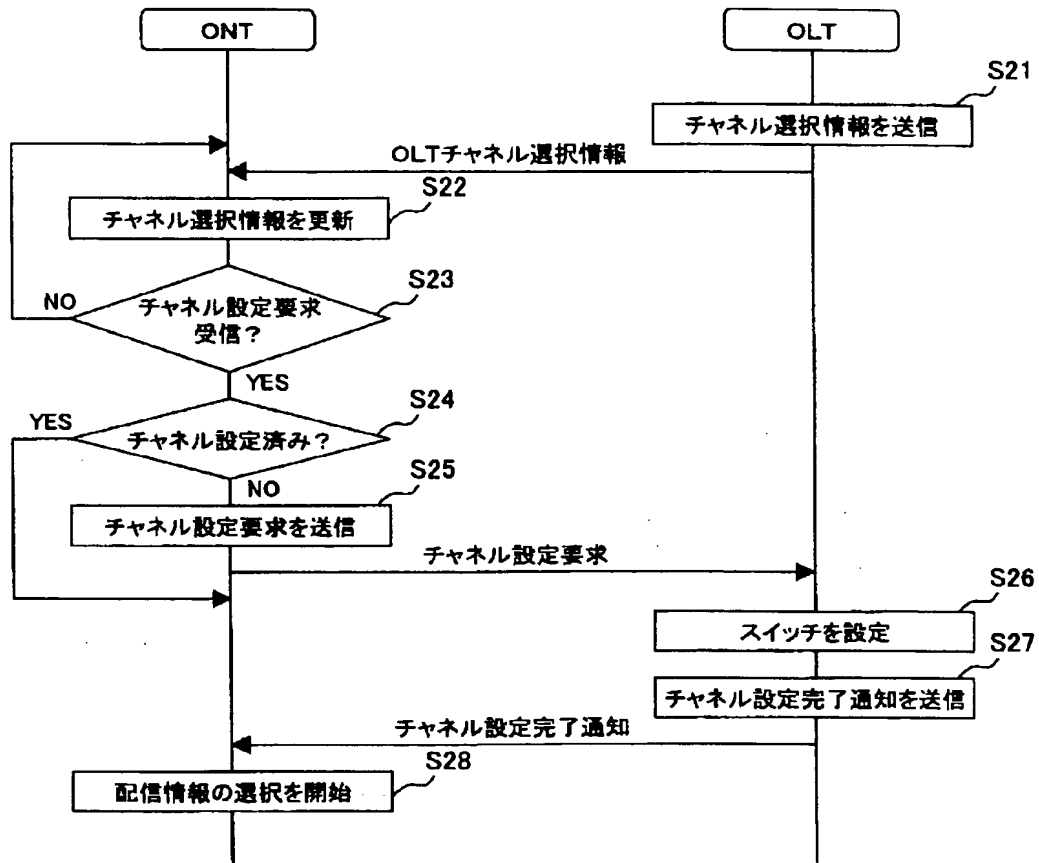 ONT
OLT
S21
チャネル選択情報を送信
OLTチャネル選択情報
S22
チャネル選択情報を更新
S23
NO
チャネル設定要求
受信？
YES
S24
YES
チャネル設定済み？
NO
S25
チャネル設定要求を送信
チャネル設定要求
S26
スイッチを設定
S27
チャネル設定完了通知を送信
チャネル設定完了通知
S28
配信情報の選択を開始